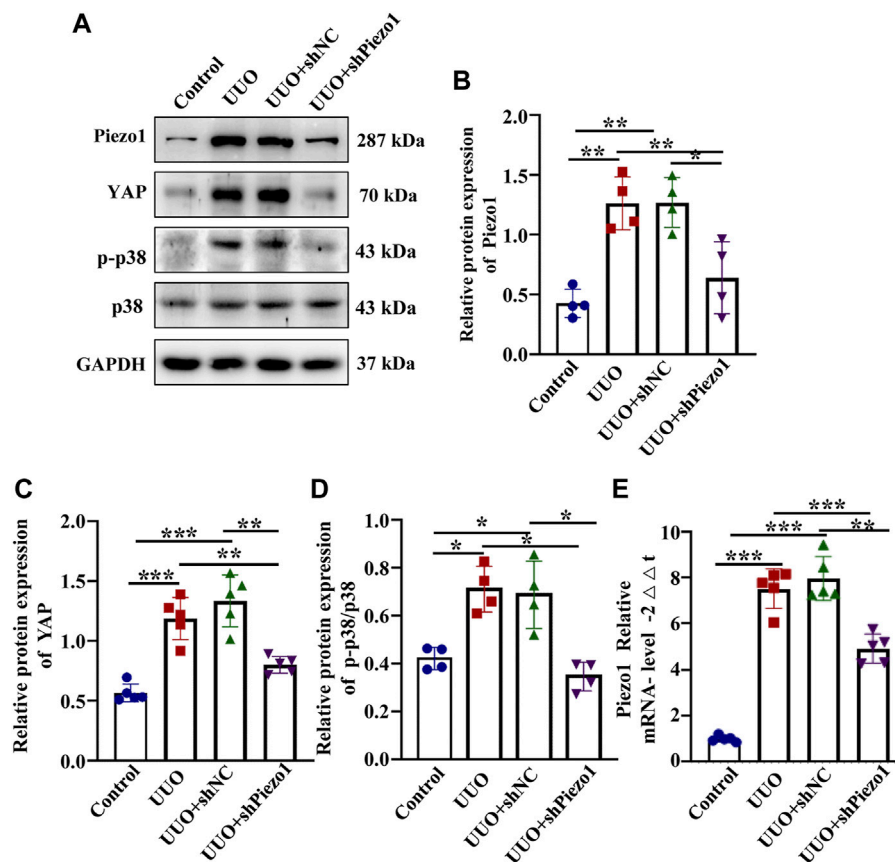 A
Control
UUO
UUO+shNC
UUO+shPiezo1
Piezo1
287 kDa
YAP
70 kDa
p-p38
43 kDa
p38
43 kDa
GAPDH
37 kDa
B
Relative protein expression
of Piezo1
2.0
1.5
1.0
0.5
0.0
**
** **
*
Control
UUO
UUO+shNC
UUO+shPiezo1
C
Relative protein expression
of YAP
2.0
1.5
1.0
0.5
0.0
*** **
**
***
Control
UUO
UUO+shNC
UUO+shPiezo1
D
Relative protein expression
of p-p38/p38
1.0
0.8
0.6
0.4
0.2
0.0
* *
* *
Control
UUO
UUO+shNC
UUO+shPiezo1
E
Piezo1 Relative
mRNA- level -2 △ △ t
10
8
6
4
2
1
0
***
*** **
***
Control
UUO
UUO+shNC
UUO+shPiezo1